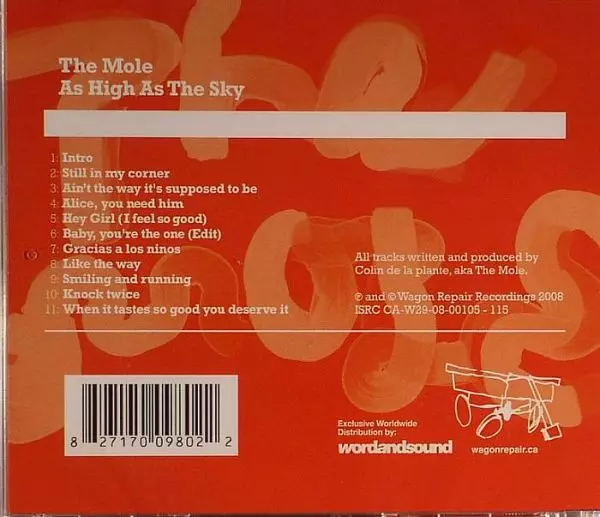 The Mole
As High As The Sky
1: Intro
2: Still in my corner
3: Ain't the way it's supposed to be
4: Alice, you need him
5: Hey Girl (I feel so good)
6: Baby, you're the one (Edit)
7: Gracias a los ninos
8: Like the way
9: Smiling and running
10: Knock twice
11: When it tastes so good you deserve it
All tracks written and produced by
Colin de la plante, aka The Mole.
℗ and © Wagon Repair Recordings 2008
ISRC CA-W29-08-00105 - 115
8 27170 09802 2
Exclusive Worldwide
Distribution by:
wordandsound
wagonrepair.ca